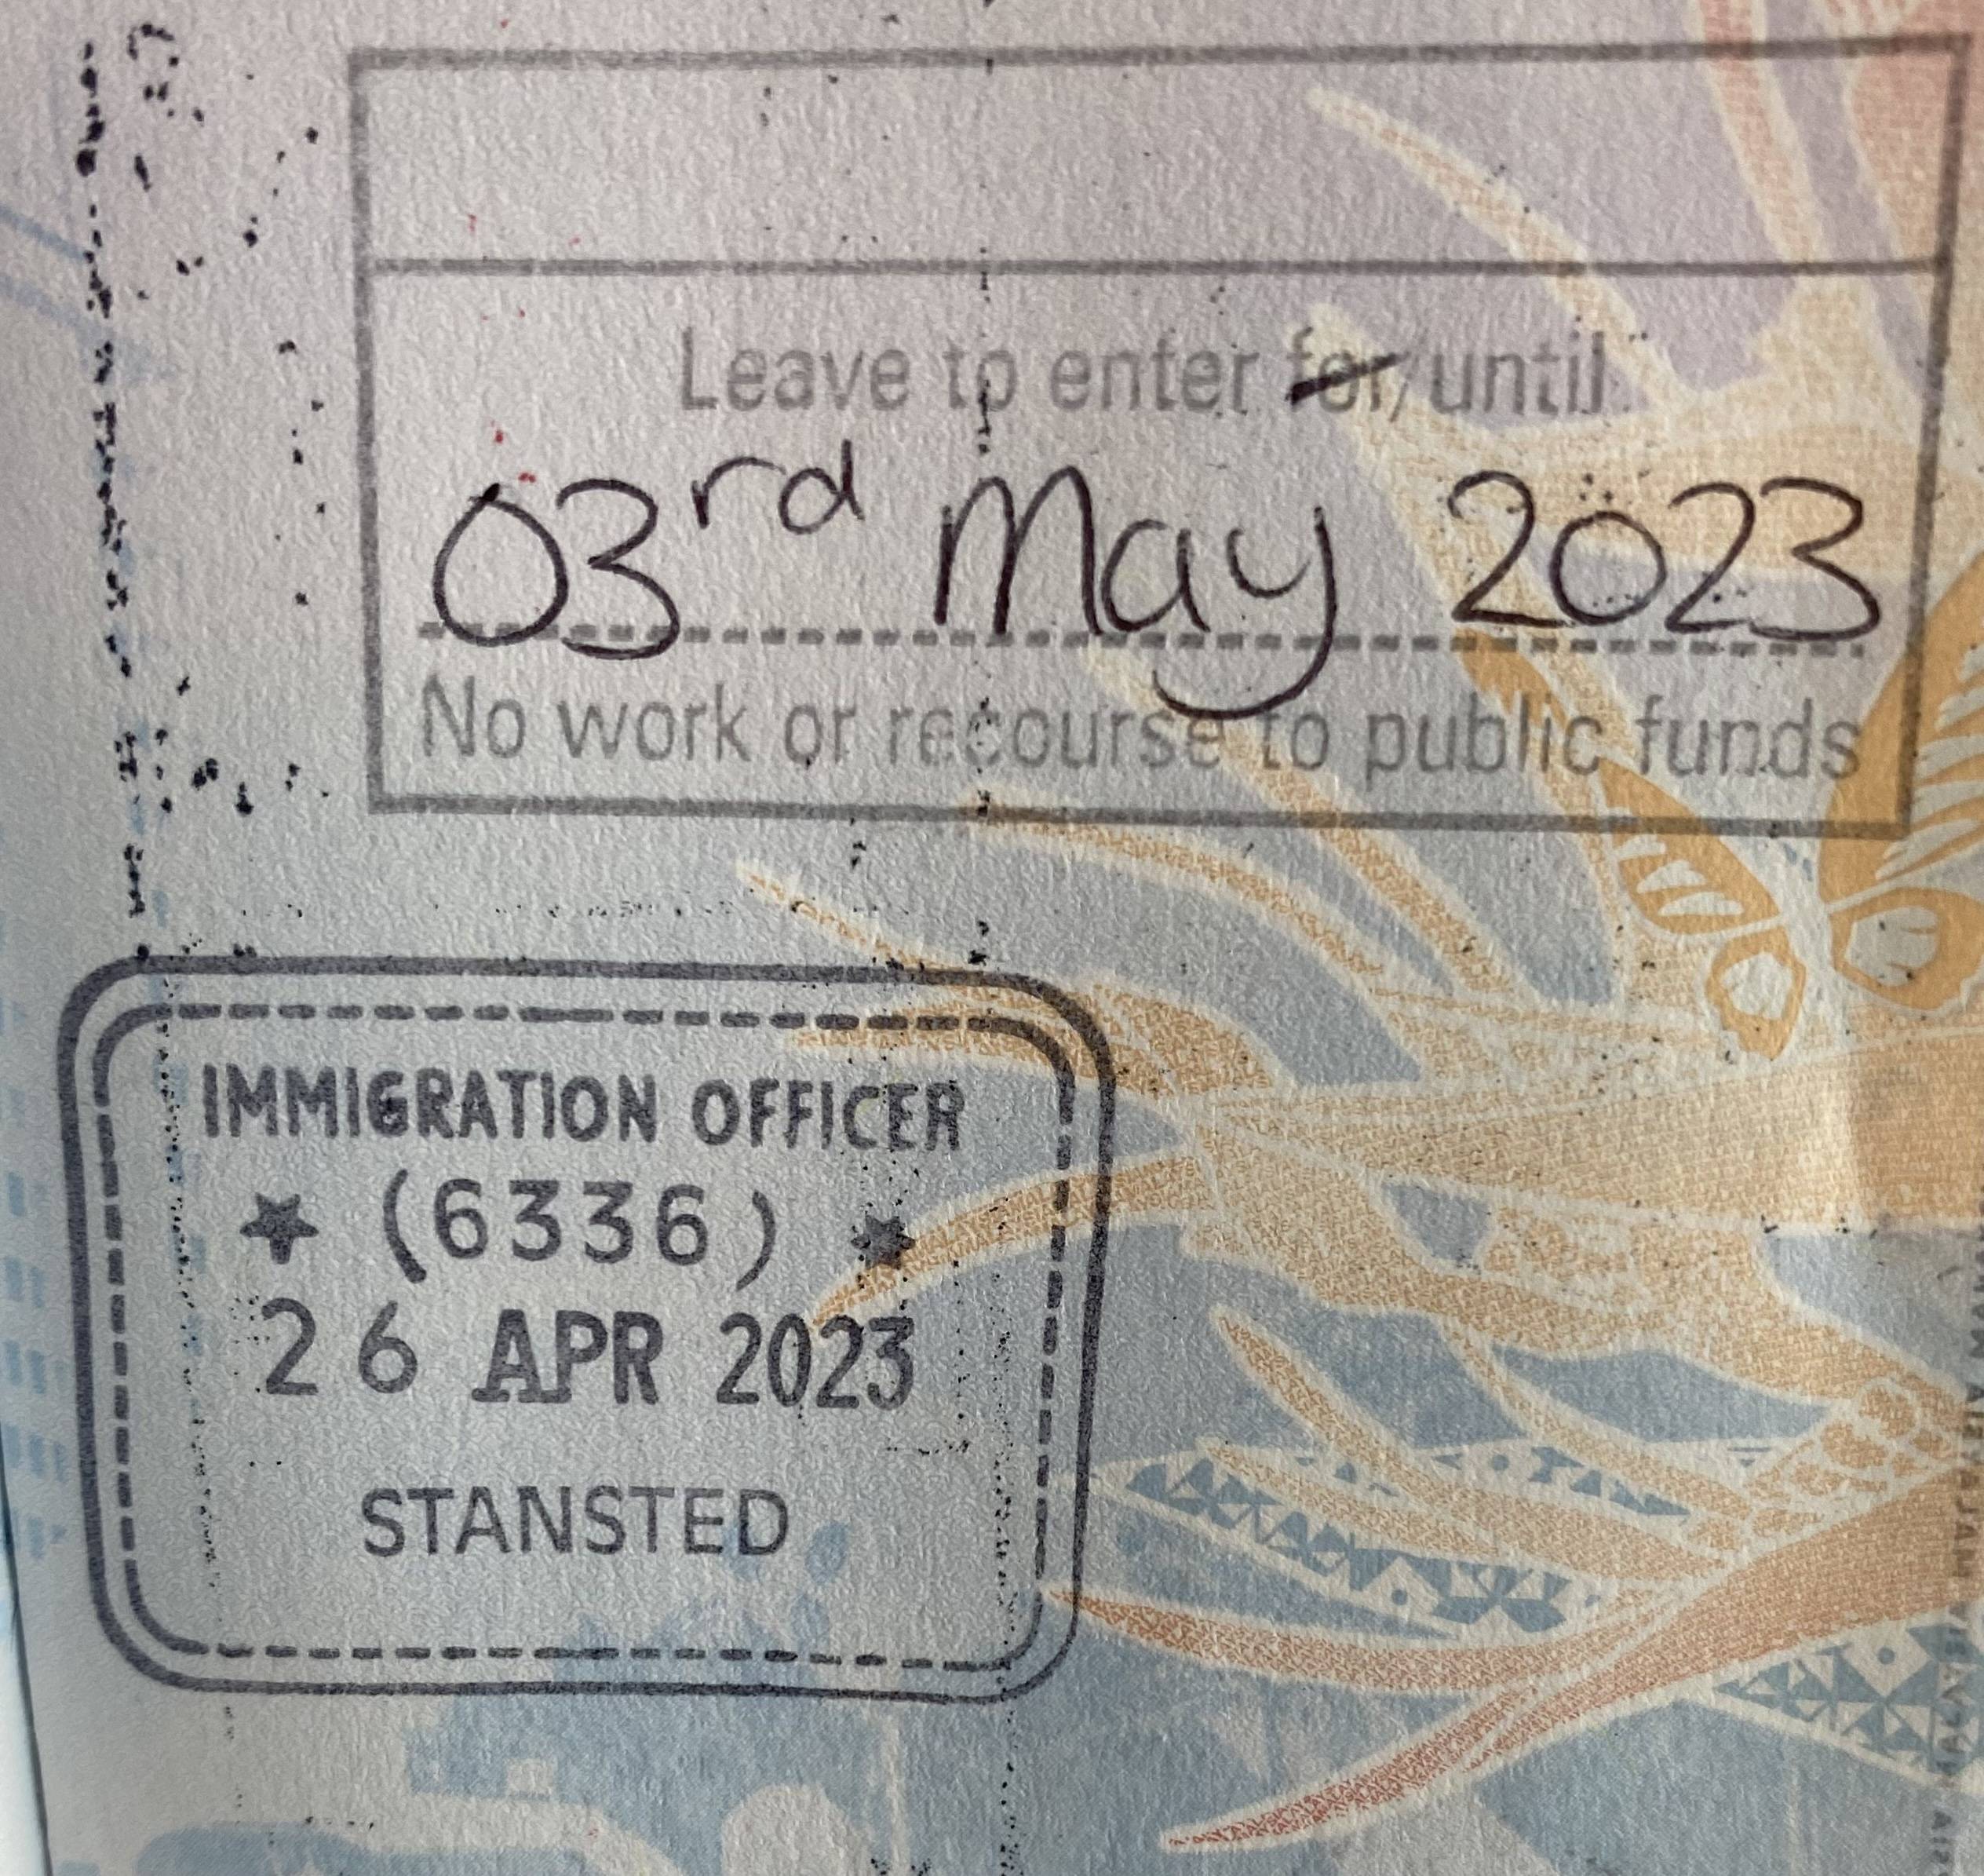 Leave to enter for/until
03rd May 2023
No work or recourse to public funds
IMMIGRATION OFFICER
★ (6336) ★
26 APR 2023
STANSTED